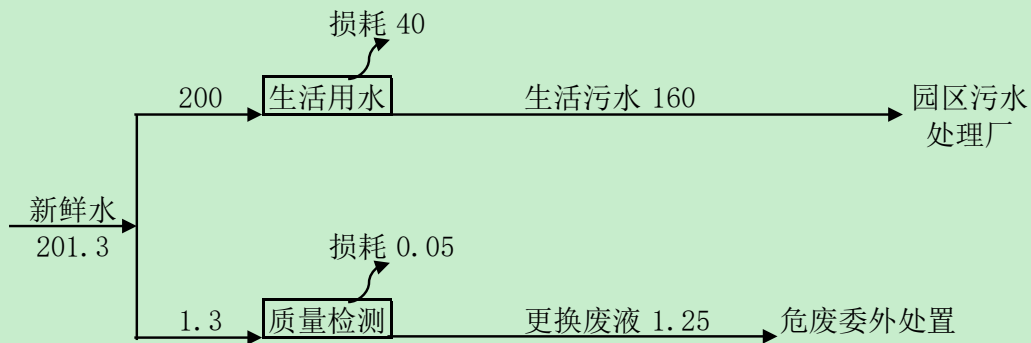 损耗 40
200
生活用水
生活污水 160
园区污水
处理厂
新鲜水
201.3
损耗 0.05
1.3
质量检测
更换废液 1.25
危废委外处置